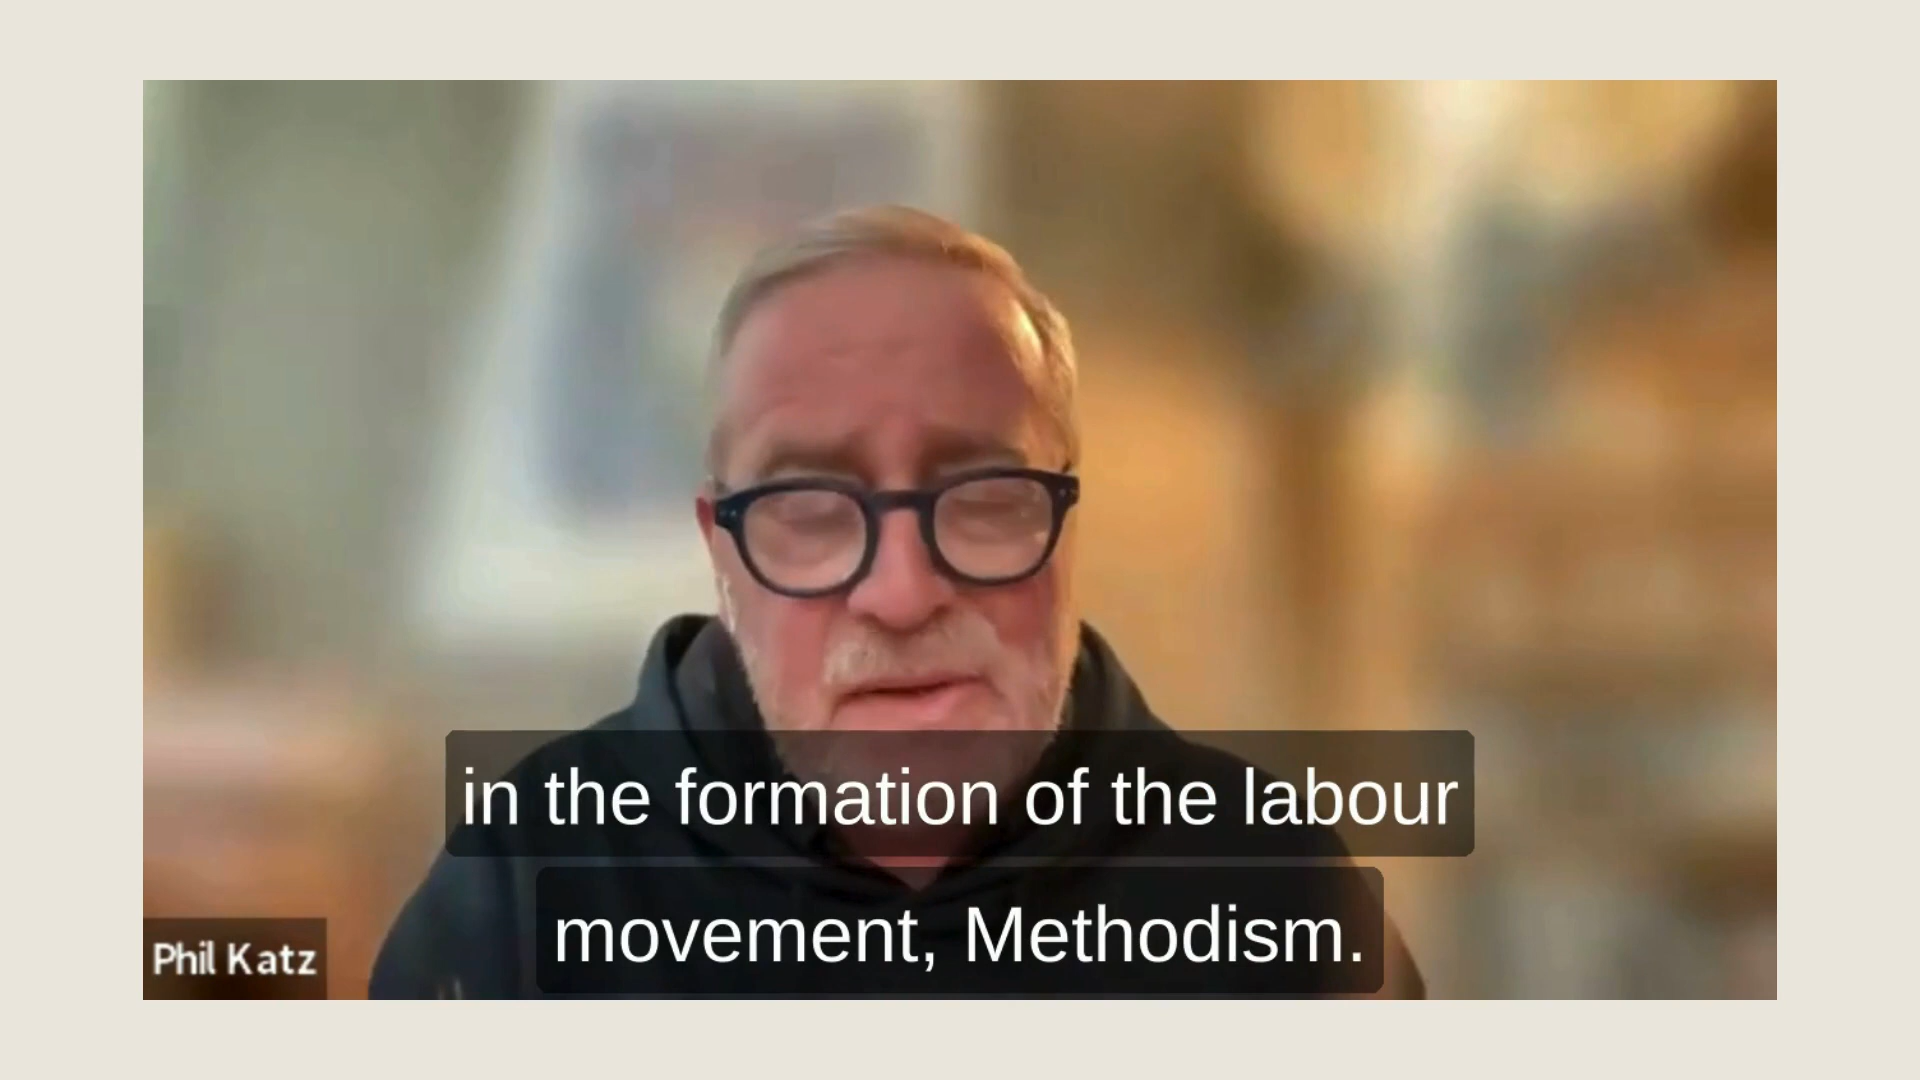 in the formation of the labour
movement, Methodism.
Phil Katz